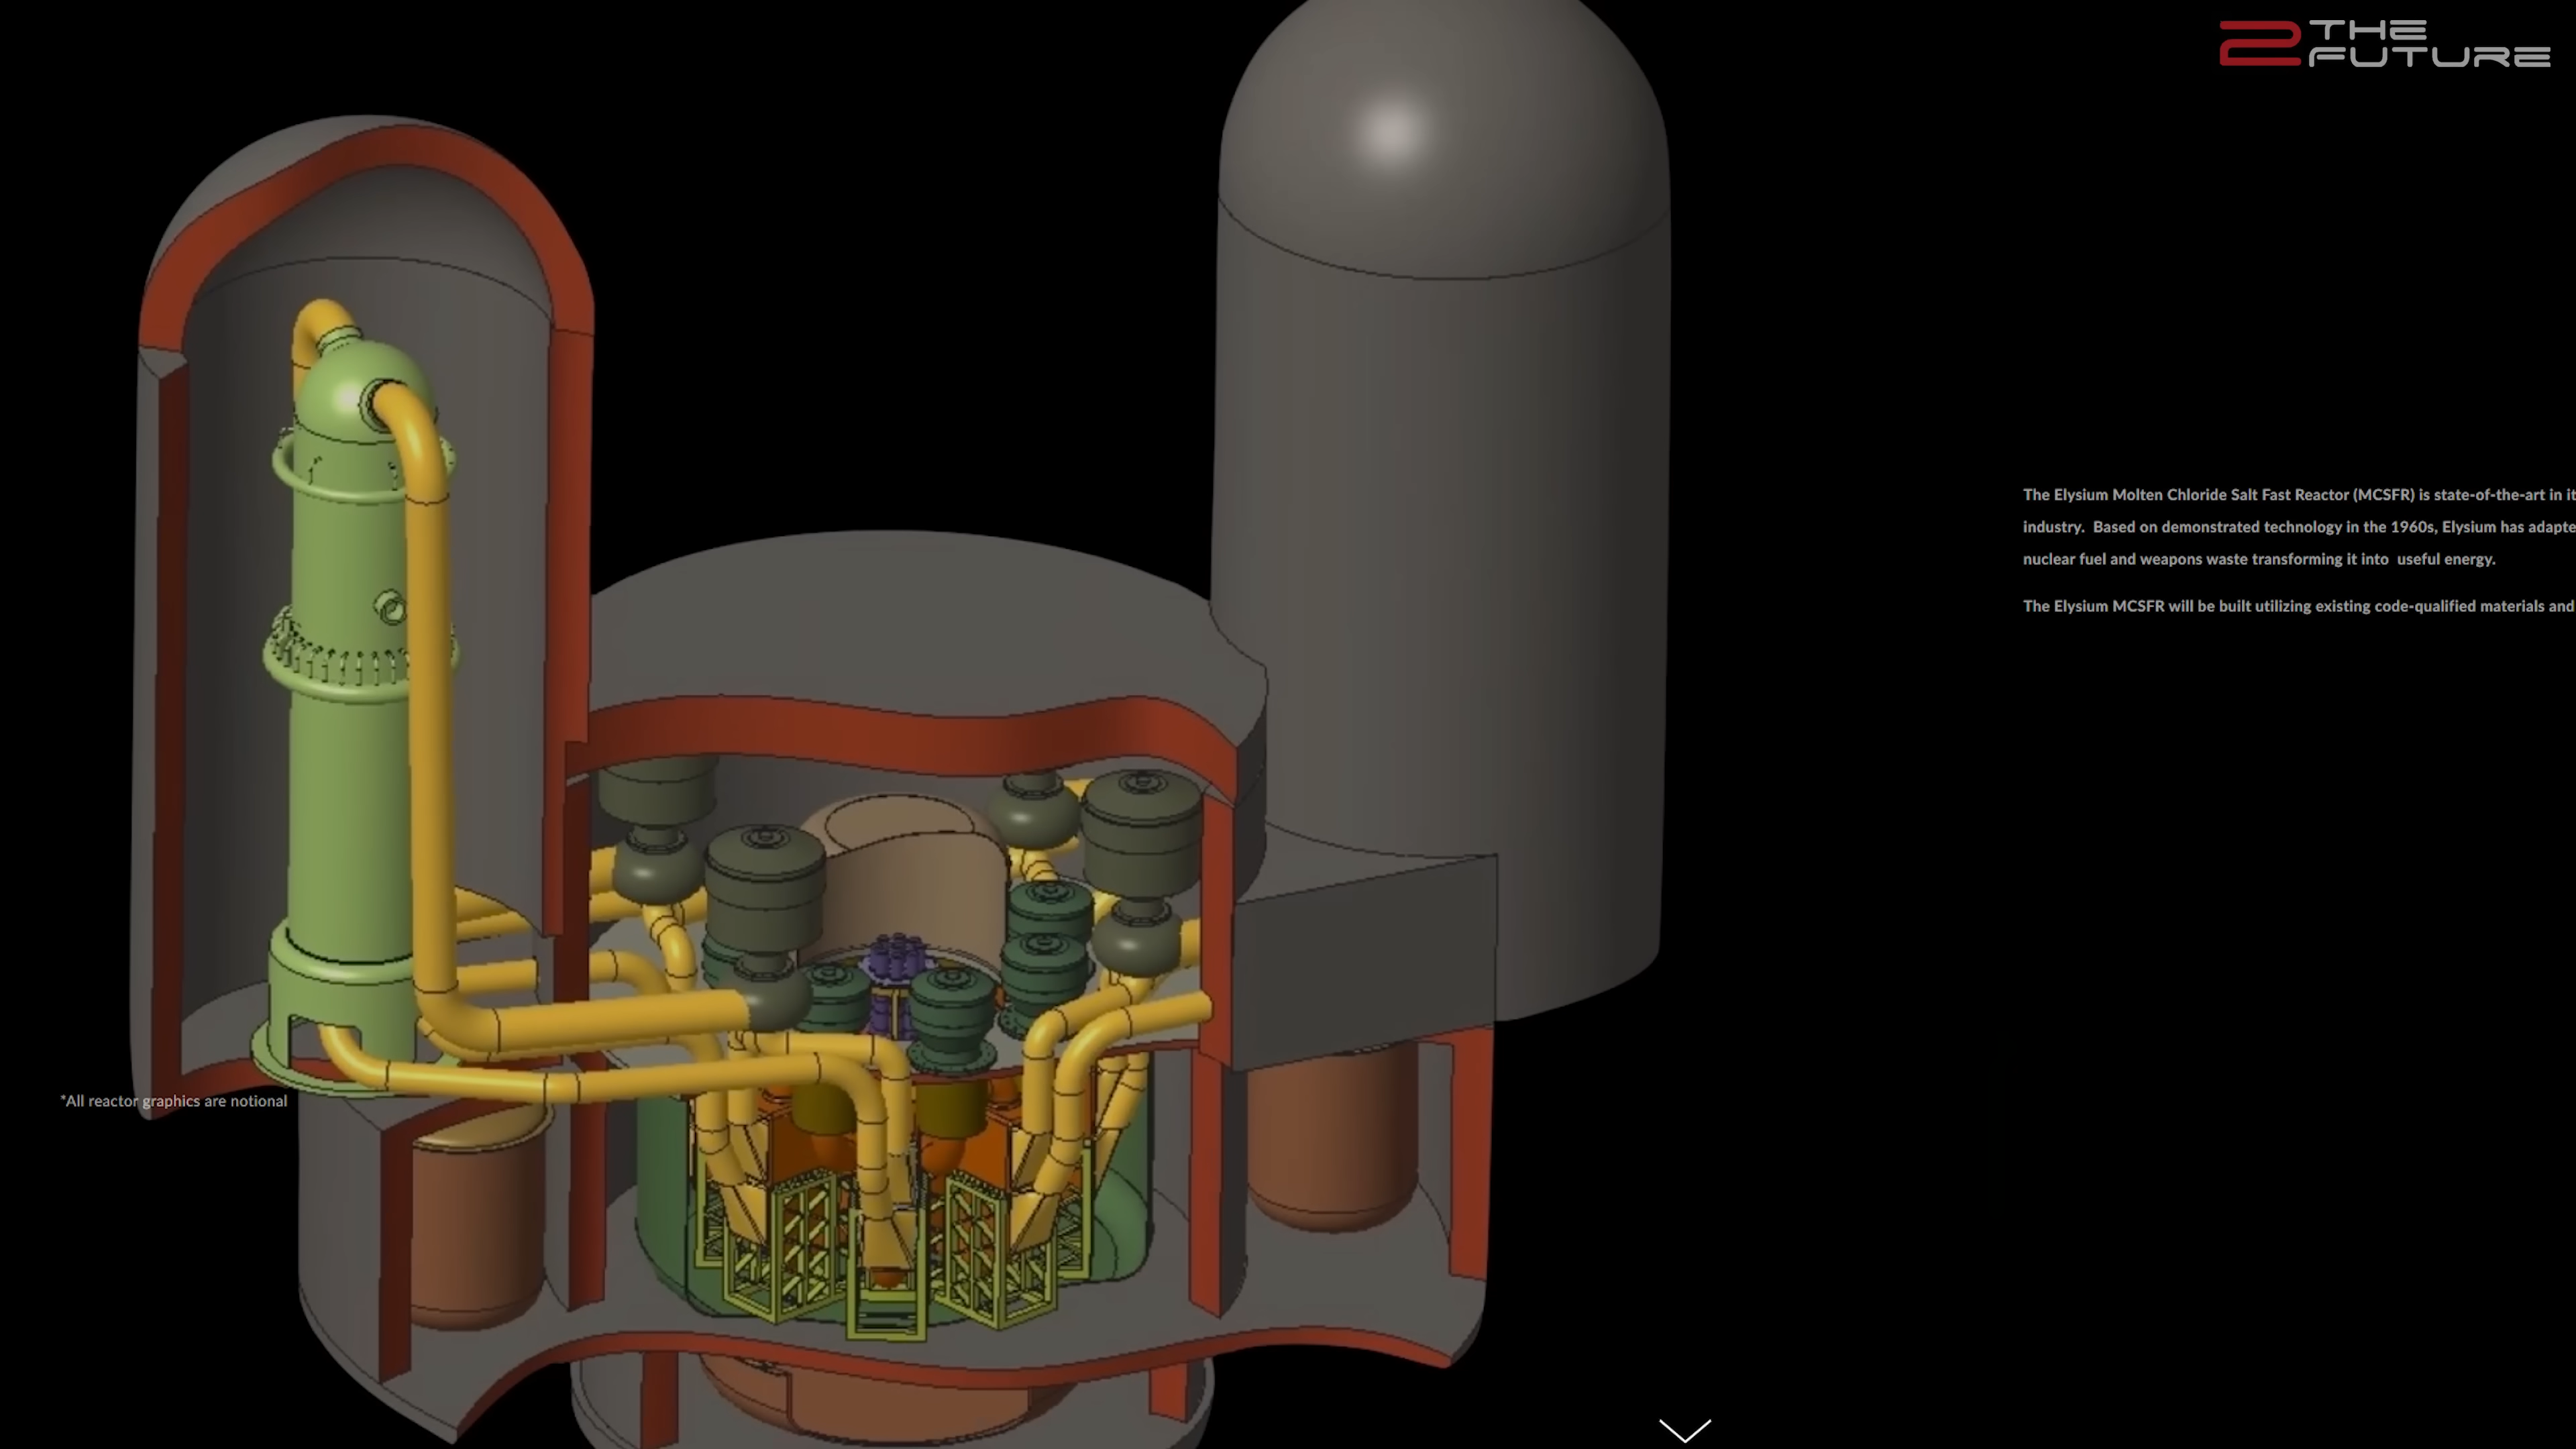 2 THE
FUTURE
The Elysium Molten Chloride Salt Fast Reactor (MCSFR) is state-of-the-art in
industry. Based on demonstrated technology in the 1960s, Elysium has
nuclear fuel and weapons waste transforming it into useful energy.
The Elysium MCSFR will be built utilizing existing code-qualified materials and
*All reactor graphics are notional